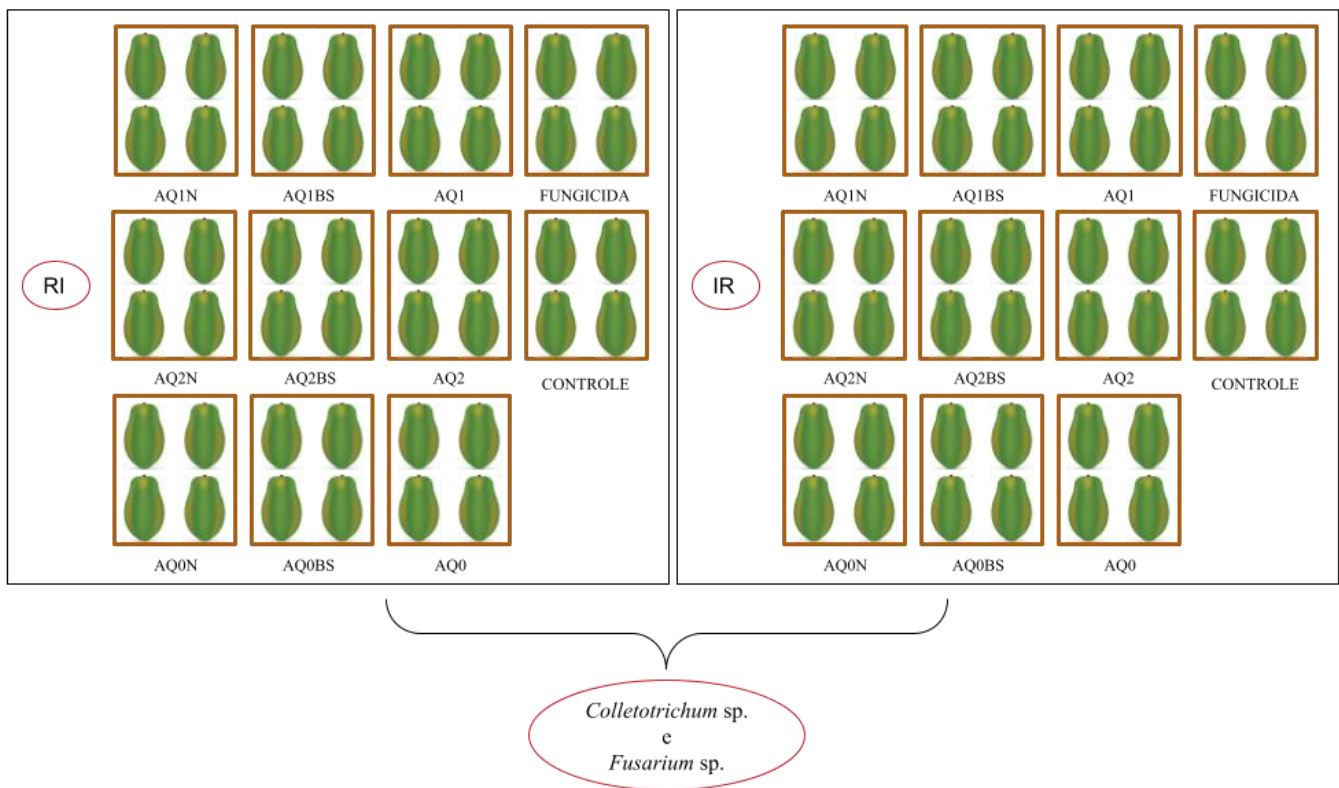 AQ1N AQ1BS AQ1 FUNGICIDA
RI
AQ2N AQ2BS AQ2 CONTROLE
AQ0N AQ0BS AQ0
AQ1N AQ1BS AQ1 FUNGICIDA
IR
AQ2N AQ2BS AQ2 CONTROLE
AQ0N AQ0BS AQ0
Colletotrichum sp.
e
Fusarium sp.